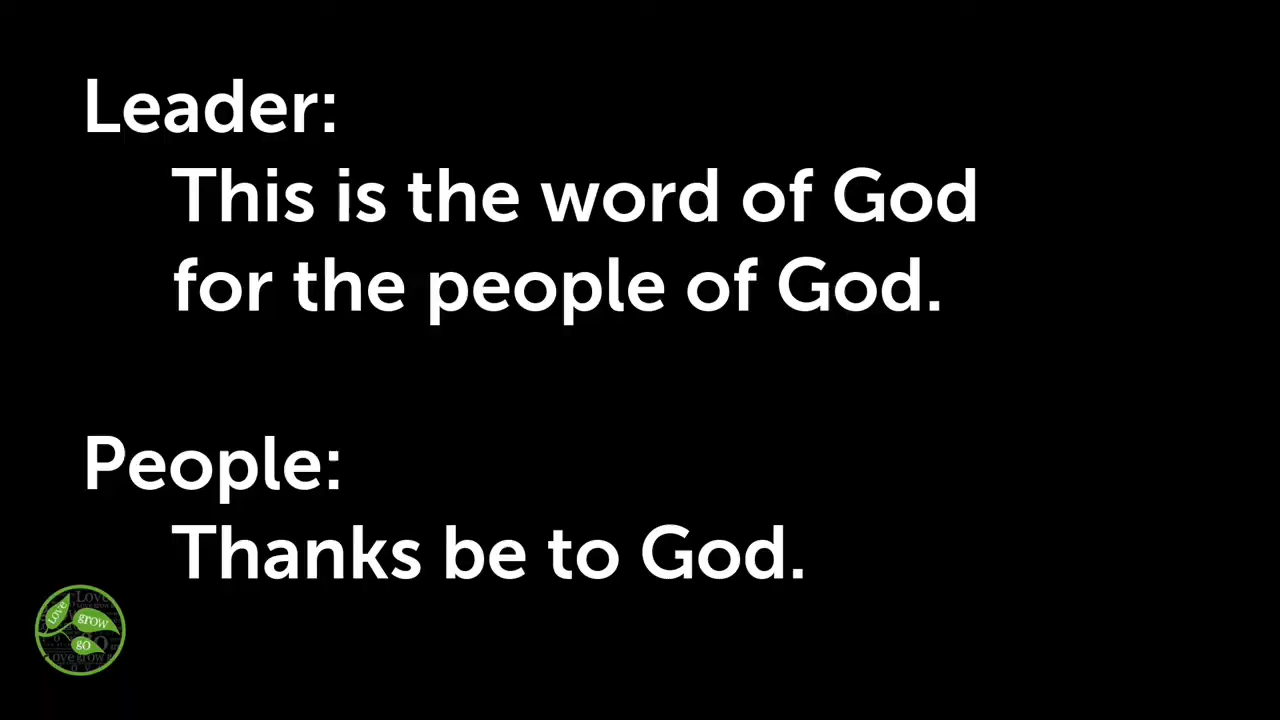 Leader:
This is the word of God
for the people of God.
People:
Thanks be to God.
Love
grow
go
Love